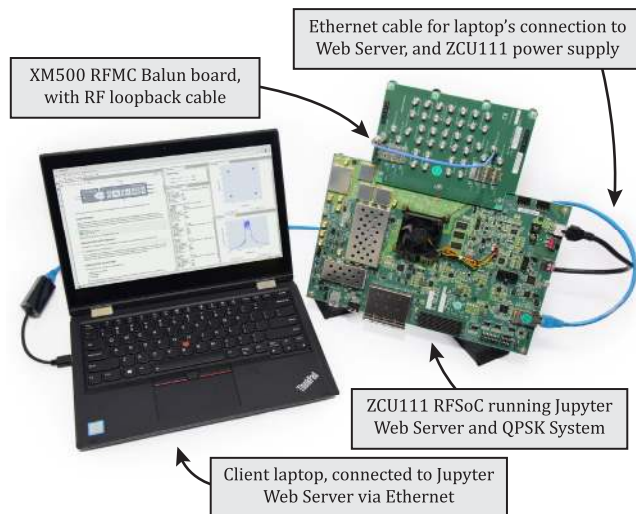 Ethernet cable for laptop's connection to
Web Server, and ZCU111 power supply
XM500 RFMC Balun board,
with RF loopback cable
ThinkPad
ZCU111 RFSoC running Jupyter
Web Server and QPSK System
Client laptop, connected to Jupyter
Web Server via Ethernet